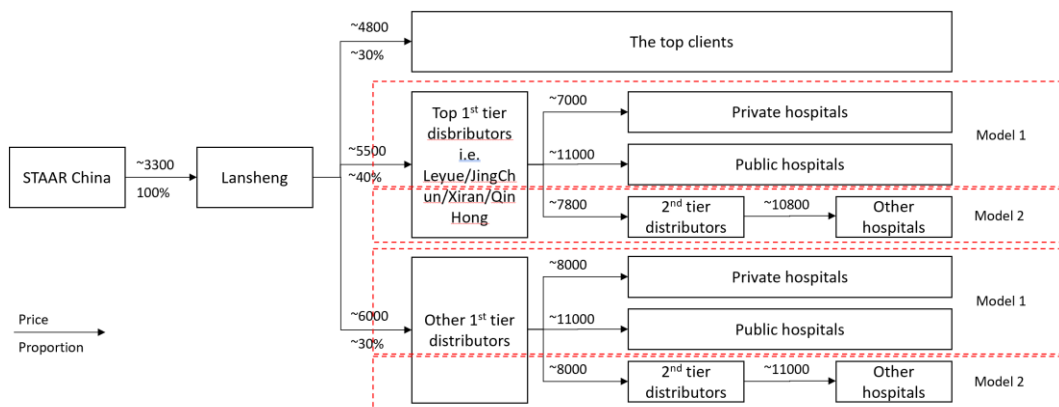 ~4800
~30%
The top clients
Top 1st tier
disbributors
i.e.
Leyue/JingCh
un/Xiran/Qin
Hong
~7000
Private hospitals
Model 1
~11000
Public hospitals
STAAR China
~3300
100%
Lansheng
~5500
~40%
~7800
2nd tier
distributors
~10800
Other
hospitals
Model 2
~8000
Private hospitals
Model 1
~6000
~30%
Other 1st tier
distributors
~11000
Public hospitals
~8000
2nd tier
distributors
~11000
Other
hospitals
Model 2
Price
Proportion